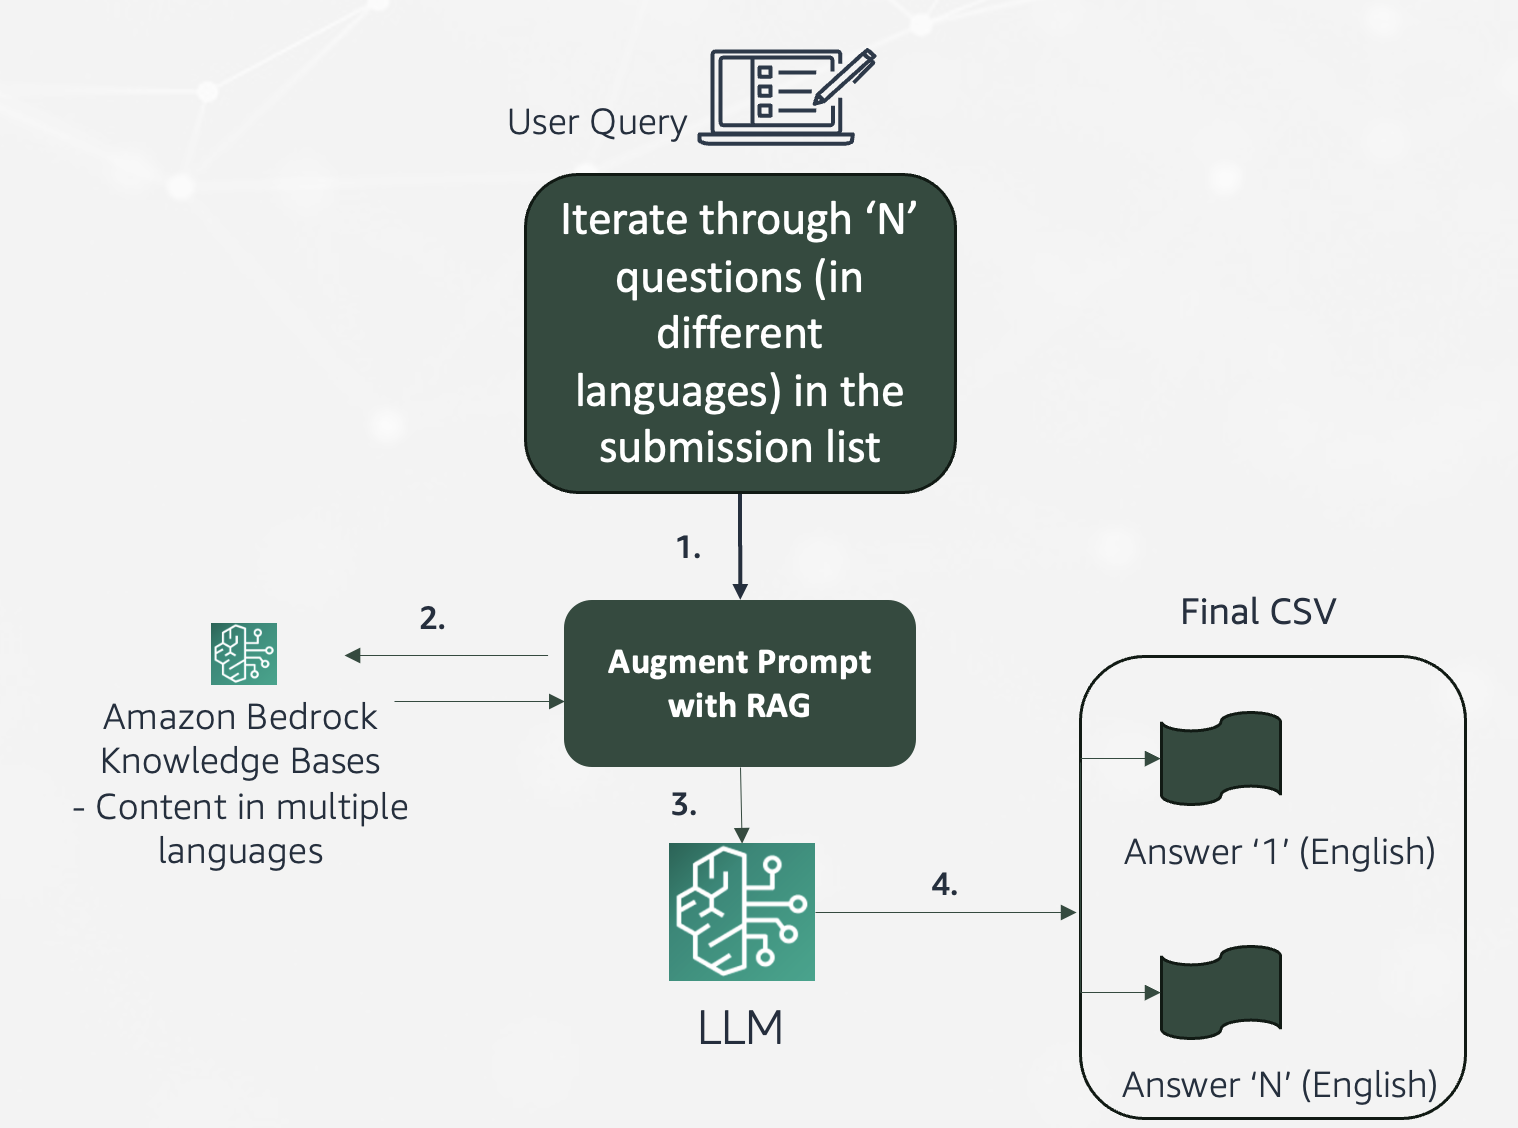 User Query
Iterate through ‘N’
questions (in
different
languages) in the
submission list
1.
2.
Augment Prompt
with RAG
Amazon Bedrock
Knowledge Bases
- Content in multiple
languages
3.
LLM
4.
Final CSV
Answer ‘1’ (English)
Answer ‘N’ (English)